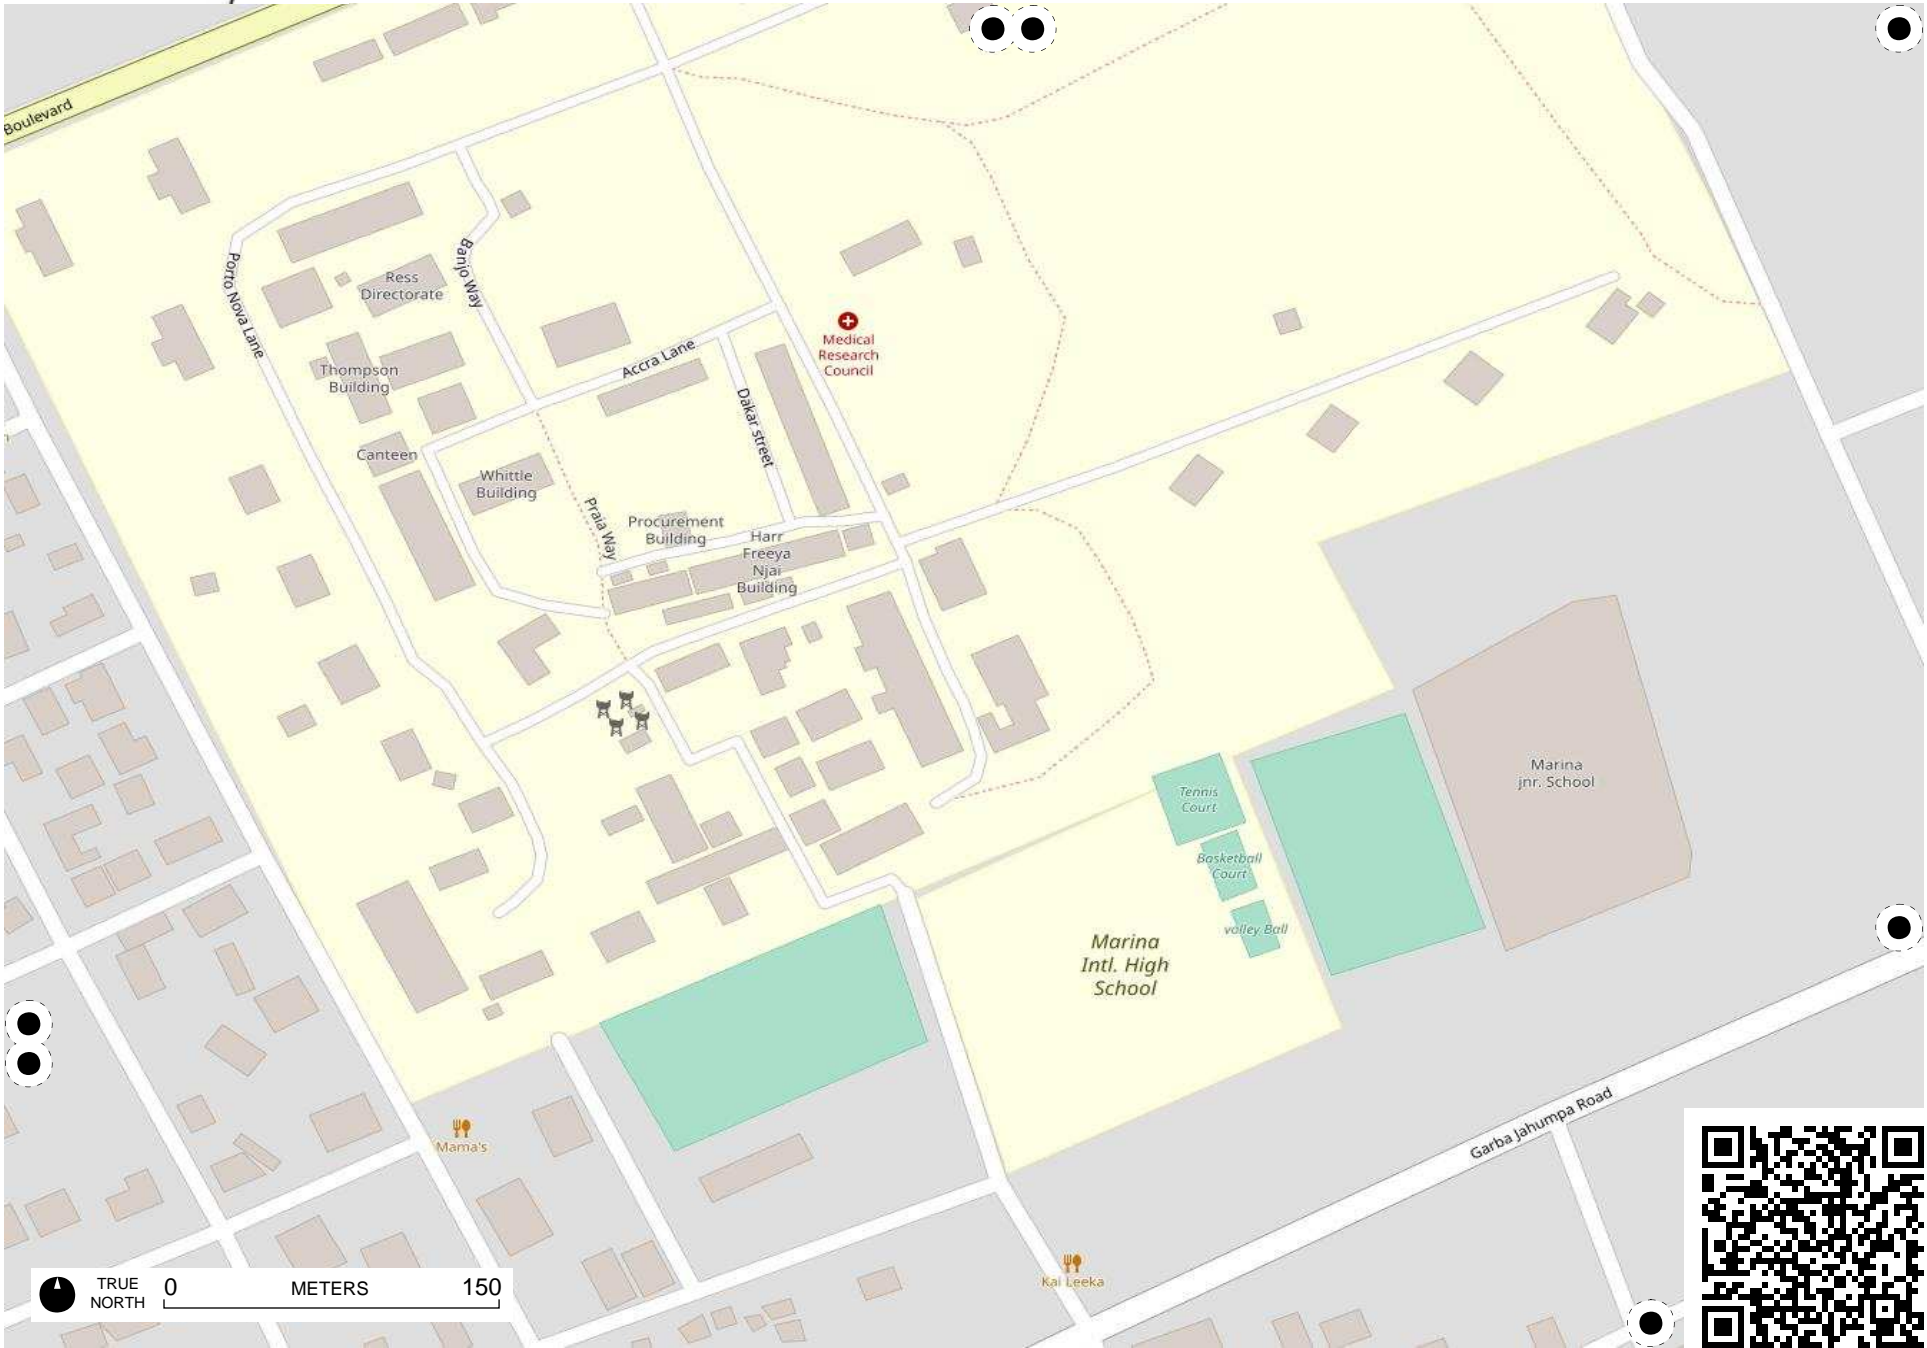 Boulevard
Porto Nova Lane
Banjo Way
Ress
Directorate
Thompson
Building
Accra Lane
Medical
Research
Council
Dakar street
Canteen
Whittle
Building
Praia Way
Procurement
Building
Harr
Freeya
Njai
Building
Marina
jnr. School
Tennis
Court
Basketball
Court
volley Ball
Marina
Intl. High
School
Mama's
Garba Jahumpa Road
Kai Leeka
TRUE
NORTH
0 METERS 150